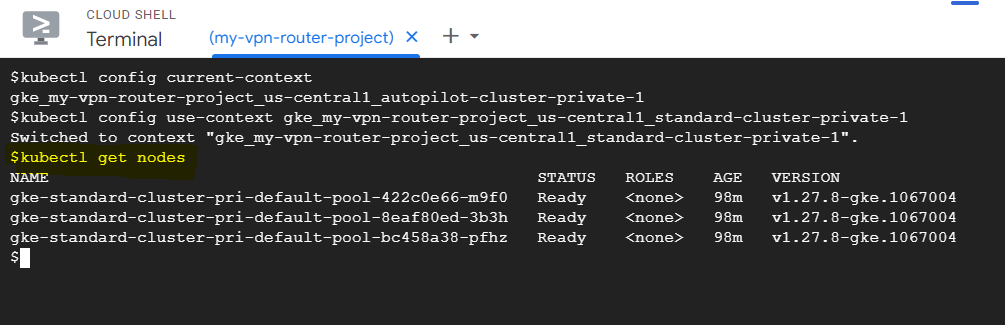 CLOUD SHELL
Terminal
(my-vpn-router-project)
$kubectl config current-context
gke_my-vpn-router-project_us-central1_autopilot-cluster-private-1
$kubectl config use-context gke_my-vpn-router-project_us-central1_standard-cluster-private-1
Switched to context "gke_my-vpn-router-project_us-central1_standard-cluster-private-1".
$kubectl get nodes
NAME STATUS ROLES AGE VERSION
gke-standard-cluster-pri-default-pool-422c0e66-m9f0 Ready <none> 98m v1.27.8-gke.1067004
gke-standard-cluster-pri-default-pool-8eaf80ed-3b3h Ready <none> 98m v1.27.8-gke.1067004
gke-standard-cluster-pri-default-pool-bc458a38-pfhz Ready <none> 98m v1.27.8-gke.1067004
$